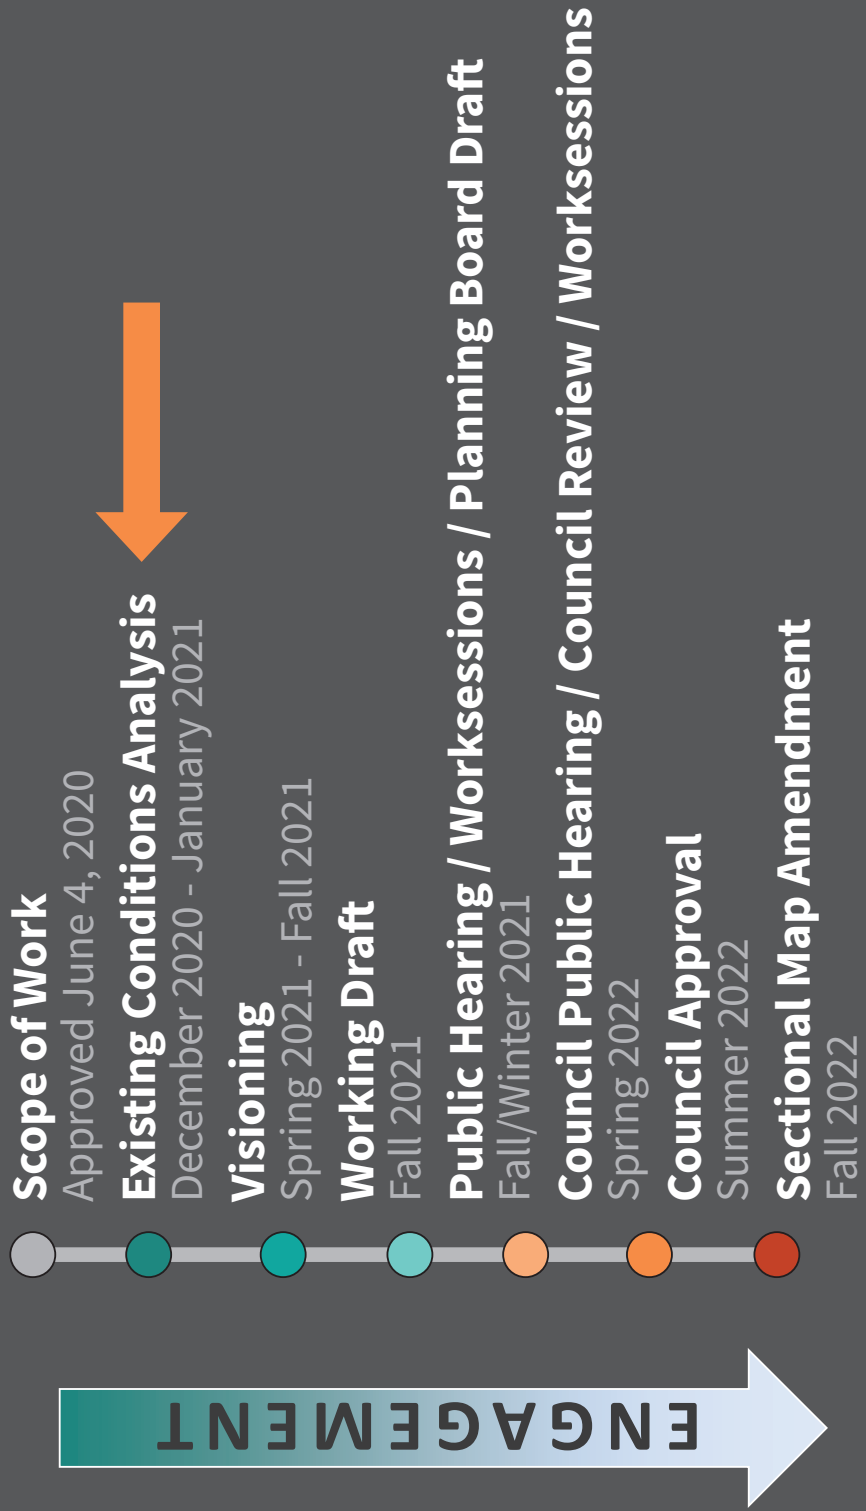 Scope of Work
Approved June 4, 2020
Existing Conditions Analysis
December 2020 - January 2021
Visioning
Spring 2021 - Fall 2021
Working Draft
Fall 2021
Public Hearing / Worksessions / Planning Board Draft
Fall/Winter 2021
Council Public Hearing / Council Review / Worksessions
Spring 2022
Council Approval
Summer 2022
Sectional Map Amendment
Fall 2022
ENGAGEMENT